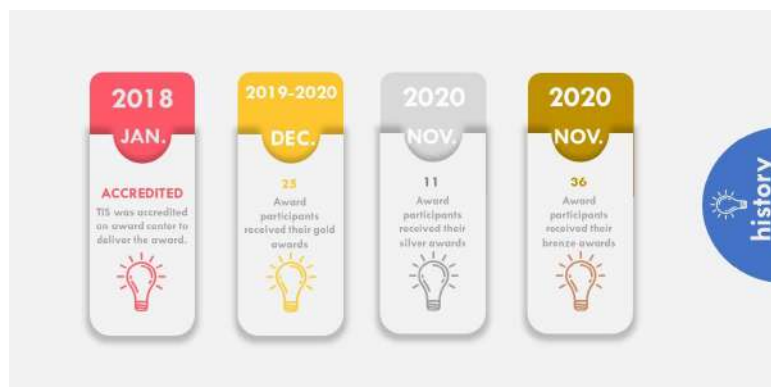 2018
JAN.
ACCREDITED
TIS was accredited
an award center to
deliver the award.
2019-2020
DEC.
25
Award
participants
received their gold
awards
2020
NOV.
11
Award
participants
received their
silver awards
2020
NOV.
36
Award
participants
received their
bronze awards
history